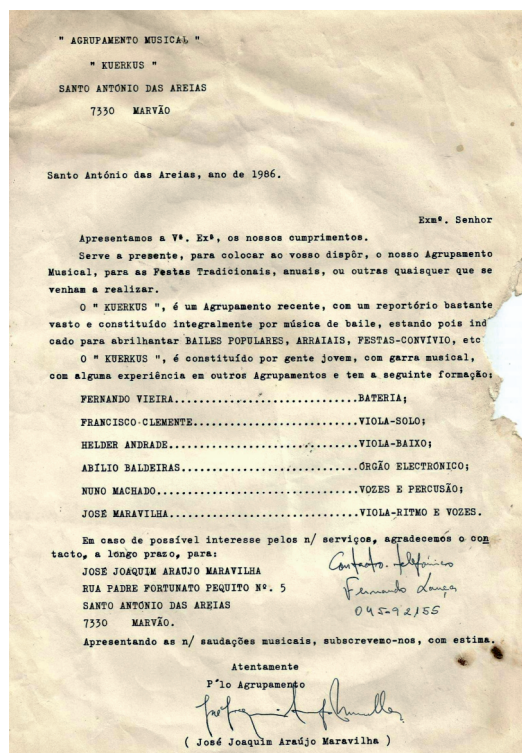 " AGRUPAMENTO MUSICAL "
" KUERKUS "
SANTO ANTÓNIO DAS AREIAS
7330 MARVÃO
Santo António das Areias, ano de 1986.
Exmº. Senhor
Apresentamos a Vª. Exª, os nossos cumprimentos.
Serve a presente, para colocar ao vosso dispôr, o nosso Agrupamento
Musical, para as Festas Tradicionais, anuais, ou outras quaisquer que se
venham a realizar.
O " KUERKUS ", é um Agrupamento recente, com um reportório bastante
vasto e constituído integralmente por música de baile, estando pois ind
cado para abrilhantar BAILES POPULARES, ARRAIAIS, FESTAS-CONVÍVIO, etc
O " KUERKUS ", é constituído por gente jovem, com garra musical,
com alguma experiência em outros Agrupamentos e tem a seguinte formação:
FERNANDO VIEIRA............................BATERIA;
FRANCISCO CLEMENTE.........................VIOLA-SOLO;
HELDER ANDRADE.............................VIOLA-BAIXO;
ABÍLIO BALDEIRAS...........................ÓRGÃO ELECTRÓNICO;
NUNO MACHADO...............................VOZES E PERCUSÃO;
JOSÉ MARAVILHA.............................VIOLA-RITMO E VOZES.
Em caso de possível interesse pelos n/ serviços, agradecemos o con
tacto, a longo prazo, para:
JOSÉ JOAQUIM ARAÚJO MARAVILHA
RUA PADRE FORTUNATO PEQUITO Nº. 5
SANTO ANTÓNIO DAS AREIAS
7330 MARVÃO.
Contacto telefónico
Fernando
045-92155
Apresentando as n/ saudações musicais, subscrevemo-nos, com estima.
Atentamente
P´lo Agrupamento
( José Joaquim Araújo Maravilha )